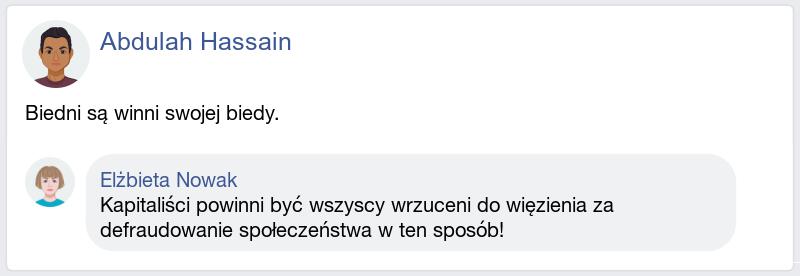 Abdulah Hassain
Biedni są winni swojej biedy.
Elżbieta Nowak
Kapitaliści powinni być wszyscy wrzuceni do więzienia za
defraudowanie społeczeństwa w ten sposób!